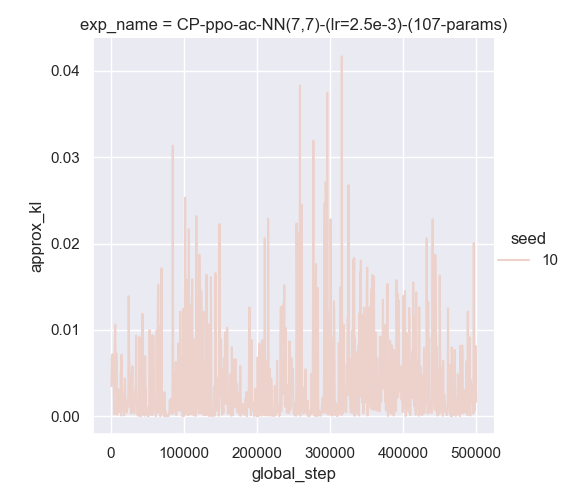 exp_name = CP-ppo-ac-NN(7,7)-(lr=2.5e-3)-(107-params)
0.04
0.03
0.02
0.01
0.00
approx_kl
0 100000 200000 300000 400000 500000
global_step
seed
10